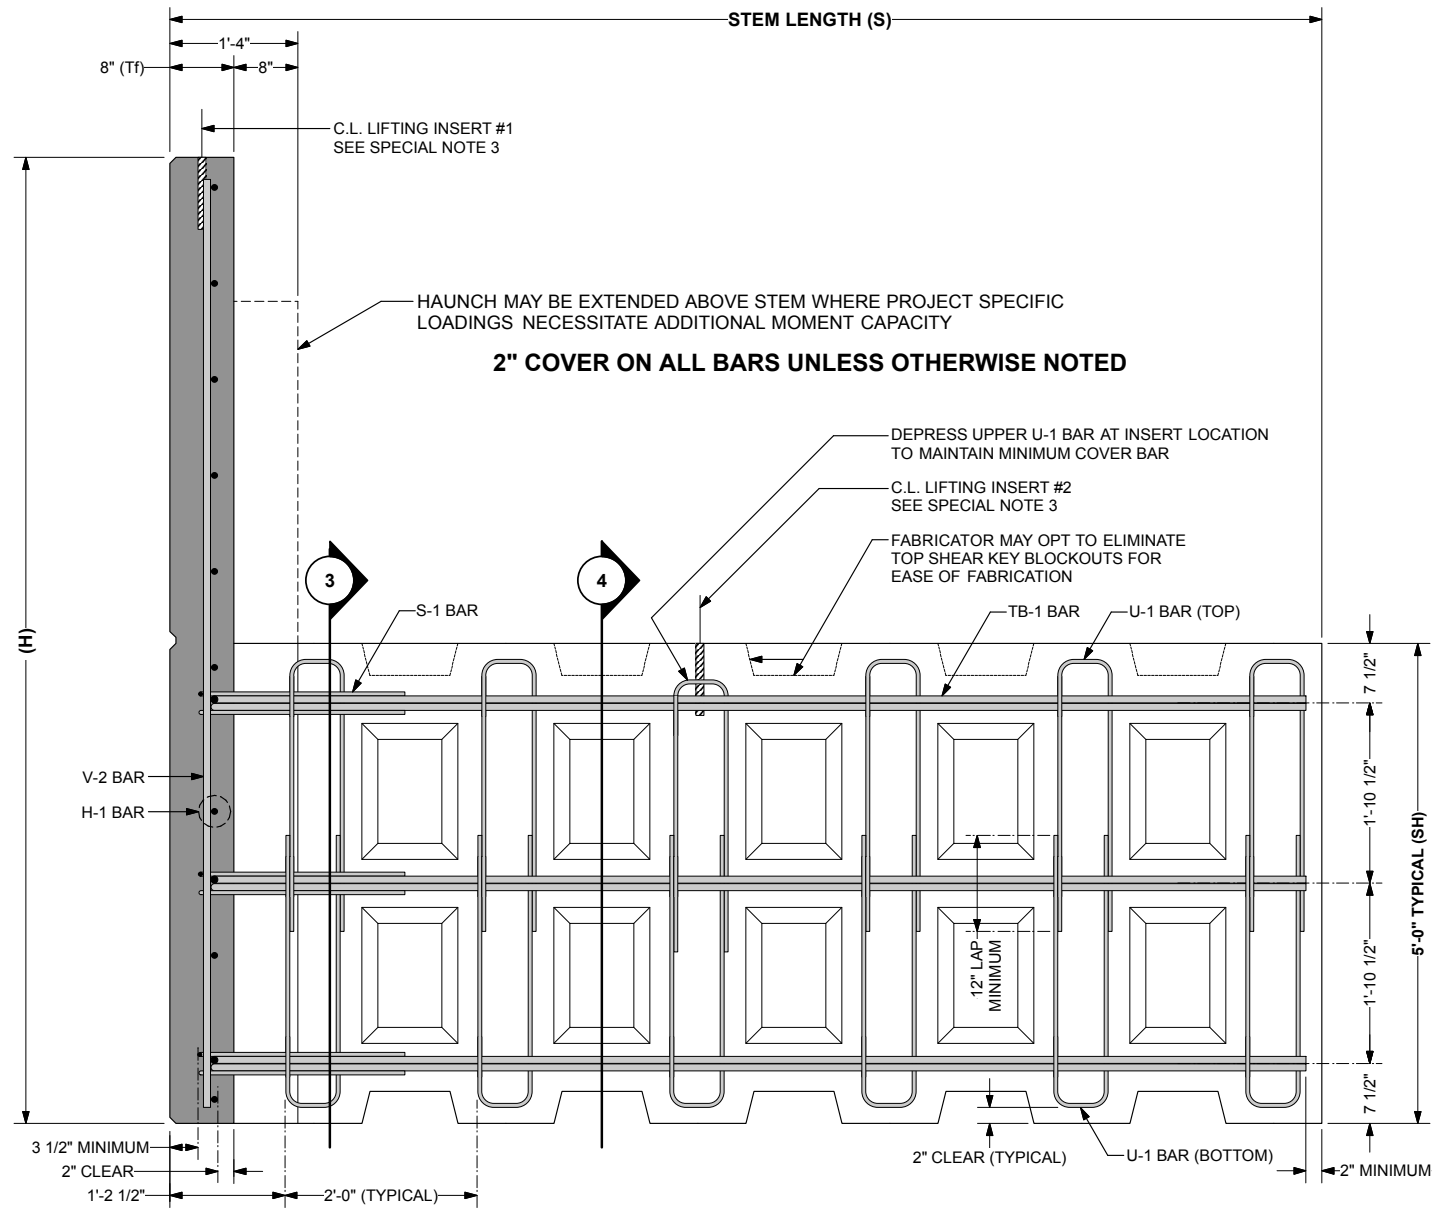 STEM LENGTH (S)
1'-4"
8" (Tf)
8"
C.L. LIFTING INSERT #1
SEE SPECIAL NOTE 3
HAUNCH MAY BE EXTENDED ABOVE STEM WHERE PROJECT SPECIFIC
LOADINGS NECESSITATE ADDITIONAL MOMENT CAPACITY
2" COVER ON ALL BARS UNLESS OTHERWISE NOTED
DEPRESS UPPER U-1 BAR AT INSERT LOCATION
TO MAINTAIN MINIMUM COVER BAR
C.L. LIFTING INSERT #2
SEE SPECIAL NOTE 3
FABRICATOR MAY OPT TO ELIMINATE
TOP SHEAR KEY BLOCKOUTS FOR
EASE OF FABRICATION
3
4
S-1 BAR
TB-1 BAR
U-1 BAR (TOP)
(H)
7 1/2"
1'-10 1/2"
5'-0" TYPICAL (SH)
1'-10 1/2"
7 1/2"
V-2 BAR
H-1 BAR
12" LAP
MINIMUM
3 1/2" MINIMUM
2" CLEAR
1'-2 1/2"
2'-0" (TYPICAL)
2" CLEAR (TYPICAL)
U-1 BAR (BOTTOM)
2" MINIMUM